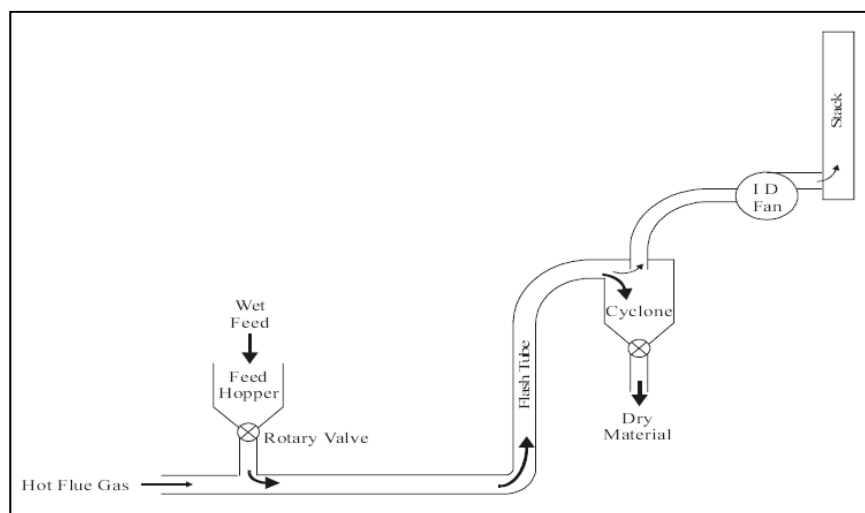 Stack
I D
Fan
Wet
Feed
Cyclone
Feed
Hopper
Flash Tube
Rotary Valve
Dry
Material
Hot Flue Gas